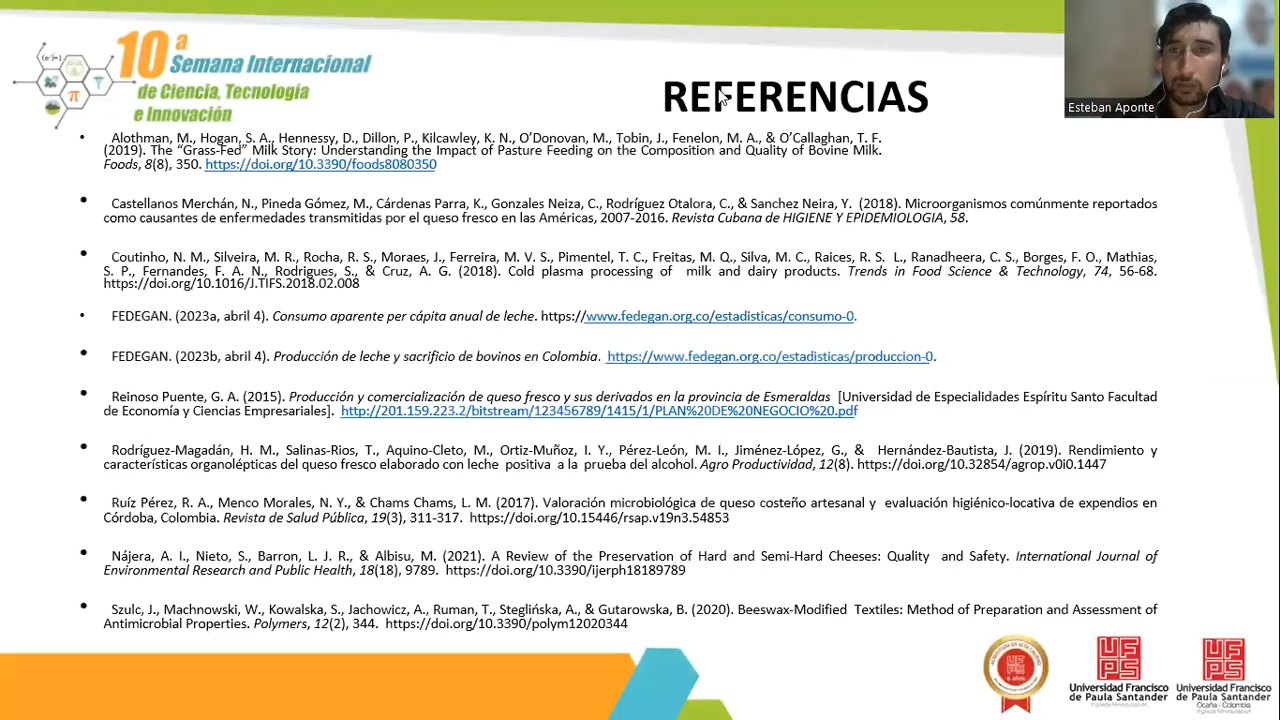 10ª
Semana Internacional
de Ciencia, Tecnología
e Innovación
REFERENCIAS
Esteban Aponte
• Alothman, M., Hogan, S. A., Hennessy, D., Dillon, P., Kilcawley, K. N., O'Donovan, M., Tobin, J., Fenelon, M. A., & O'Callaghan, T. F.
(2019). The "Grass-Fed" Milk Story: Understanding the Impact of Pasture Feeding on the Composition and Quality of Bovine Milk.
Foods, 8(8), 350. https://doi.org/10.3390/foods8080350
• Castellanos Merchán, N., Pineda Gómez, M., Cárdenas Parra, K., Gonzales Neiza, C., Rodríguez Otalora, C., & Sanchez Neira, Y. (2018). Microorganismos comúnmente reportados
como causantes de enfermedades transmitidas por el queso fresco en las Américas, 2007-2016. Revista Cubana de HIGIENE Y EPIDEMIOLOGIA, 58.
• Coutinho, N. M., Silveira, M. R., Rocha, R. S., Moraes, J., Ferreira, M. V. S., Pimentel, T. C., Freitas, M. Q., Silva, M. C., Raices, R. S. L., Ranadheera, C. S., Borges, F. O., Mathias,
S. P., Fernandes, F. A. N., Rodrigues, S., & Cruz, A. G. (2018). Cold plasma processing of milk and dairy products. Trends in Food Science & Technology, 74, 56-68.
https://doi.org/10.1016/J.TIFS.2018.02.008
• FEDEGAN. (2023a, abril 4). Consumo aparente per cápita anual de leche. https://www.fedegan.org.co/estadisticas/consumo-0.
• FEDEGAN. (2023b, abril 4). Producción de leche y sacrificio de bovinos en Colombia. https://www.fedegan.org.co/estadisticas/produccion-0.
• Reinoso Puente, G. A. (2015). Producción y comercialización de queso fresco y sus derivados en la provincia de Esmeraldas [Universidad de Especialidades Espíritu Santo Facultad
de Economía y Ciencias Empresariales]. http://201.159.223.2/bitstream/123456789/1415/1/PLAN%20DE%20NEGOCIO%20.pdf
• Rodríguez-Magadán, H. M., Salinas-Rios, T., Aquino-Cleto, M., Ortiz-Muñoz, I. Y., Pérez-León, M. I., Jiménez-López, G., & Hernández-Bautista, J. (2019). Rendimiento y
características organolépticas del queso fresco elaborado con leche positiva a la prueba del alcohol. Agro Productividad, 12(8). https://doi.org/10.32854/agrop.v0i0.1447
• Ruíz Pérez, R. A., Menco Morales, N. Y., & Chams Chams, L. M. (2017). Valoración microbiológica de queso costeño artesanal y evaluación higiénico-locativa de expendios en
Córdoba, Colombia. Revista de Salud Pública, 19(3), 311-317. https://doi.org/10.15446/rsap.v19n3.54853
• Nájera, A. I., Nieto, S., Barron, L. J. R., & Albisu, M. (2021). A Review of the Preservation of Hard and Semi-Hard Cheeses: Quality and Safety. International Journal of
Environmental Research and Public Health, 18(18), 9789. https://doi.org/10.3390/ijerph18189789
• Szulc, J., Machnowski, W., Kowalska, S., Jachowicz, A., Ruman, T., Steglińska, A., & Gutarowska, B. (2020). Beeswax-Modified Textiles: Method of Preparation and Assessment of
Antimicrobial Properties. Polymers, 12(2), 344. https://doi.org/10.3390/polym12020344
UFPS
6 años
Universidad Francisco
de Paula Santander
Universidad Francisco
de Paula Santander
Ocaña - Colombia